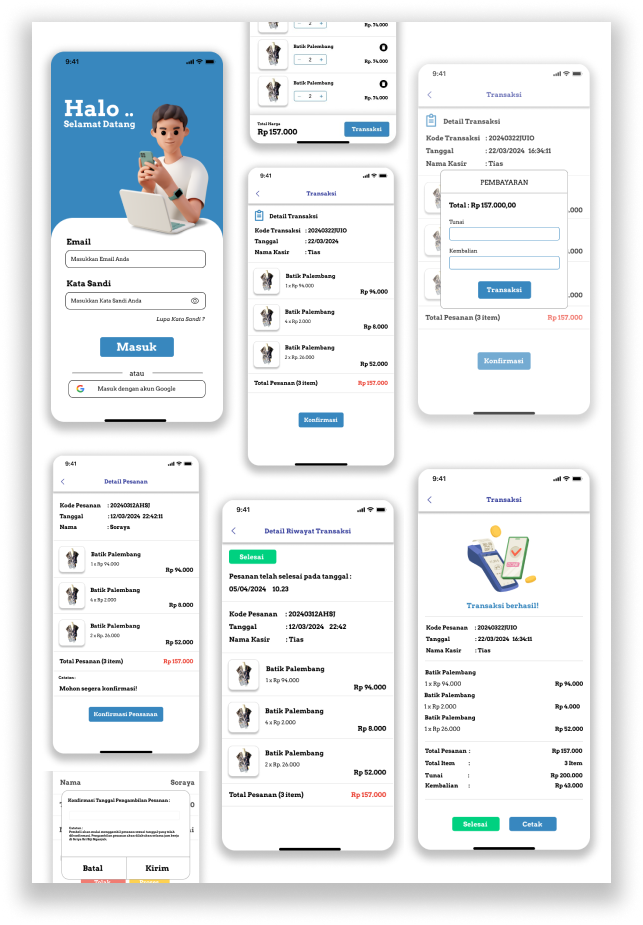 9:41
Halo ..
Selamat Datang
Email
Masukkan Email Anda
Kata Sandi
Masukkan Kata Sandi Anda
Lupa Kata Sandi ?
Masuk
atau
Masuk dengan akun Google
Rp. 74.000
Batik Palembang
- 2 +
Rp. 74.000
Batik Palembang
- 2 +
Rp. 74.000
Total Harga
Rp 157.000
Transaksi
9:41
Transaksi
Detail Transaksi
Kode Transaksi : 20240322JUIO
Tanggal : 22/03/2024
Nama Kasir : Tias
Batik Palembang
1 x Rp 94.000
Rp 94.000
Batik Palembang
4 x Rp 2.000
Rp 8.000
Batik Palembang
2 x Rp. 26.000
Rp 52.000
Total Pesanan (3 item) Rp 157.000
Konfirmasi
9:41
Transaksi
Detail Transaksi
Kode Transaksi : 20240322JUIO
Tanggal : 22/03/2024 16:34:11
Nama Kasir : Tias
PEMBAYARAN
Total : Rp 157.000,00
Tunai
Kembalian
Transaksi
.000
.000
.000
Total Pesanan (3 item) Rp 157.000
Konfirmasi
9:41
Detail Pesanan
Kode Pesanan : 20240312AHSJ
Tanggal : 12/03/2024 22:42:11
Nama : Soraya
Batik Palembang
1 x Rp 94.000
Rp 94.000
Batik Palembang
4 x Rp 2.000
Rp 8.000
Batik Palembang
2 x Rp. 26.000
Rp 52.000
Total Pesanan (3 item) Rp 157.000
Catatan :
Mohon segera konfirmasi!
Konfirmasi Pensanan
Nama Soraya
Konfirmasi Tanggal Pengambilan Pesanan :
Catatan :
Batal Kirim
9:41
Detail Riwayat Transaksi
Selesai
Pesanan telah selesai pada tanggal :
05/04/2024 10.23
Kode Pesanan : 20240312AHSJ
Tanggal : 12/03/2024 22:42
Nama Kasir : Tias
Batik Palembang
1 x Rp 94.000
Rp 94.000
Batik Palembang
4 x Rp 2.000
Rp 8.000
Batik Palembang
2 x Rp. 26.000
Rp 52.000
Total Pesanan (3 item) Rp 157.000
9:41
Transaksi
Transaksi berhasil!
Kode Pesanan : 20240322JUIO
Tanggal : 22/03/2024 16:34:11
Nama Kasir : Tias
Batik Palembang
1 x Rp 94.000 Rp 94.000
Batik Palembang
1 x Rp 2.000 Rp 4.000
Batik Palembang
1 x Rp 26.000 Rp 52.000
Total Pesanan : Rp 157.000
Total Item : 3 Item
Tunai : Rp 200.000
Kembalian : Rp 43.000
Selesai Cetak